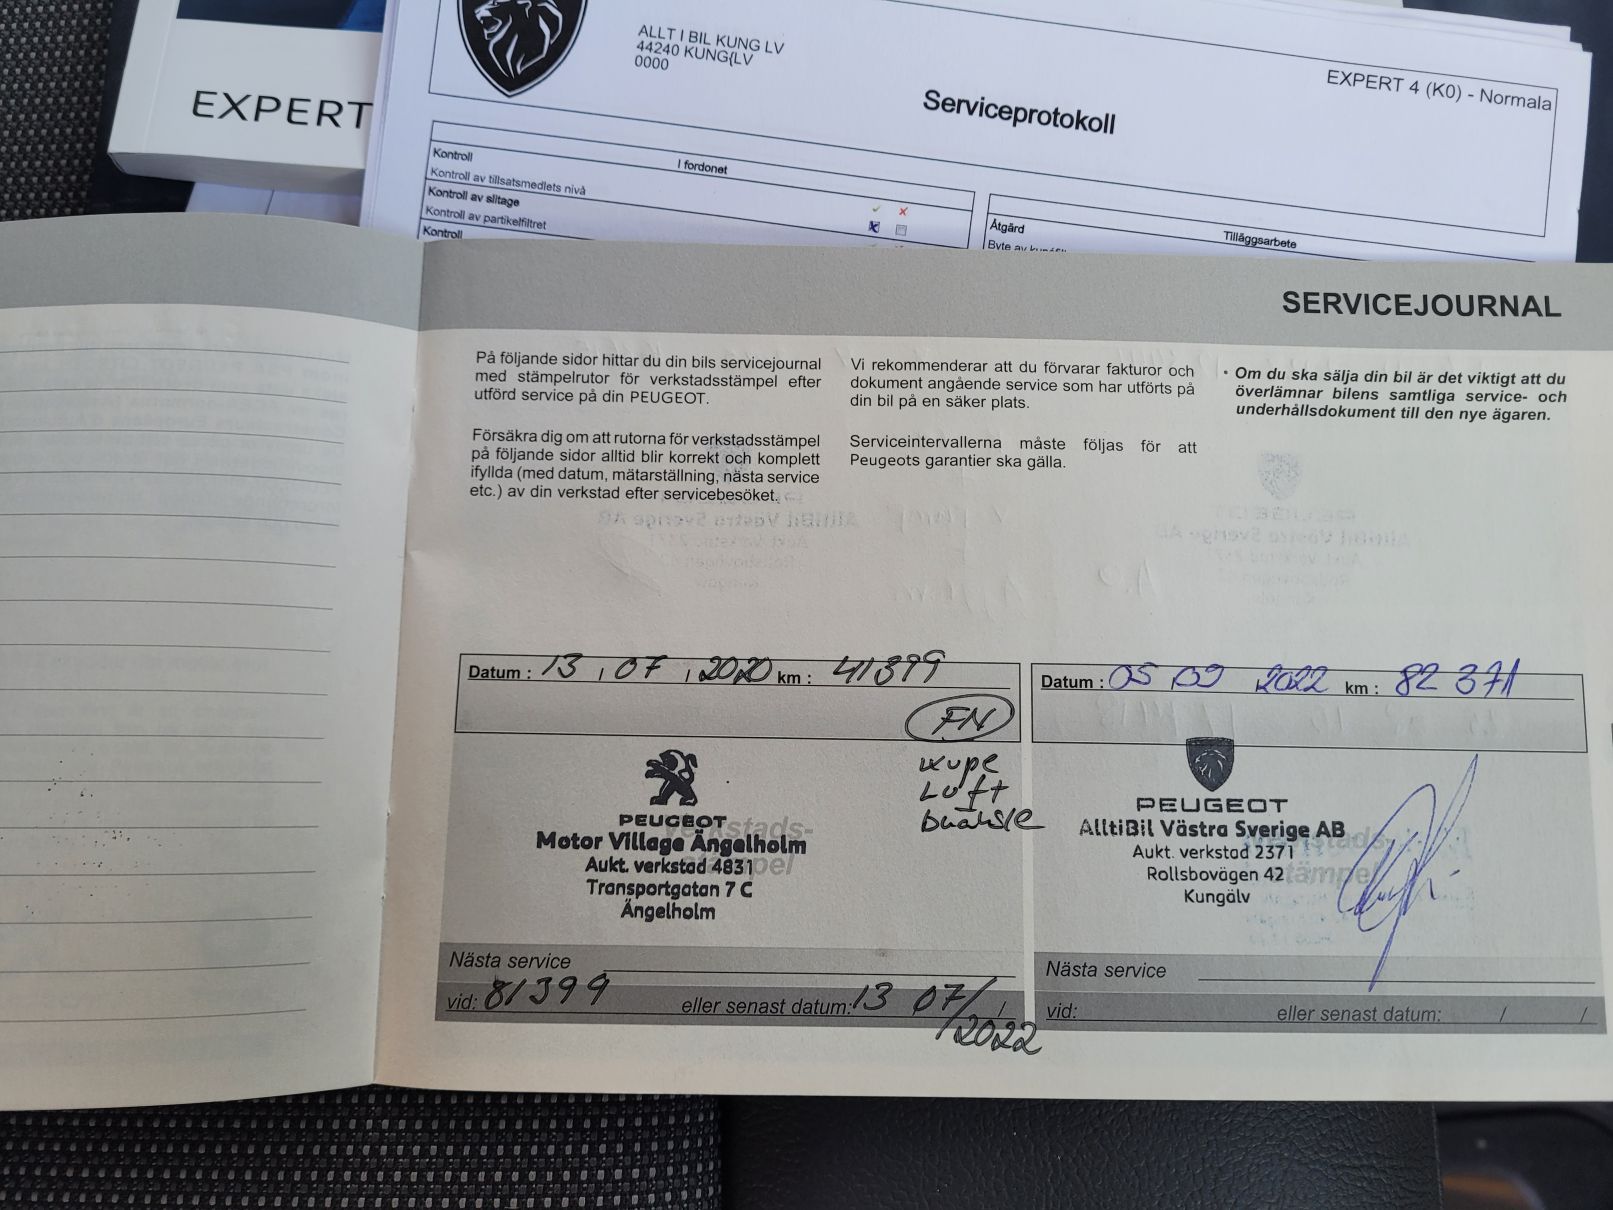 EXPERT
ALLT I BIL KUNG LV
44240 KUNG{LV
0000
EXPERT 4 (K0) - Normala
Serviceprotokoll
Kontroll
I fordonet
Kontroll av tillsatsmedlets nivå
Kontroll av slitage
Kontroll av partikelfiltret
Kontroll
Åtgärd
Tilläggsarbete
Byte av
SERVICEJOURNAL
På följande sidor hittar du din bils servicejournal
med stämpelrutor för verkstadsstämpel efter
utförd service på din PEUGEOT.
Försäkra dig om att rutorna för verkstadsstämpel
på följande sidor alltid blir korrekt och komplett
ifyllda (med datum, mätarställning, nästa service
etc.) av din verkstad efter servicebesöket.
Vi rekommenderar att du förvarar fakturor och
dokument angående service som har utförts på
din bil på en säker plats.
Serviceintervallerna måste följas för att
Peugeots garantier ska gälla.
• Om du ska sälja din bil är det viktigt att du
överlämnar bilens samtliga service- och
underhållsdokument till den nye ägaren.
Datum : 13 , 07 , 2020 km : 41399
FN
kupe
Luft
verkstads-
stämpel
PEUGEOT
Motor Village Ängelholm
Aukt. verkstad 4831
Transportgatan 7 C
Ängelholm
Nästa service
vid: 81399 eller senast datum: 13 07/ /
2022
Datum : 05 , 09 2022 km : 82 371
PEUGEOT
AlltiBil Västra Sverige AB
verkstads-
stämpel
Aukt. verkstad 2371
Rollsbovägen 42
Kungälv
Nästa service
vid: eller senast datum: / /